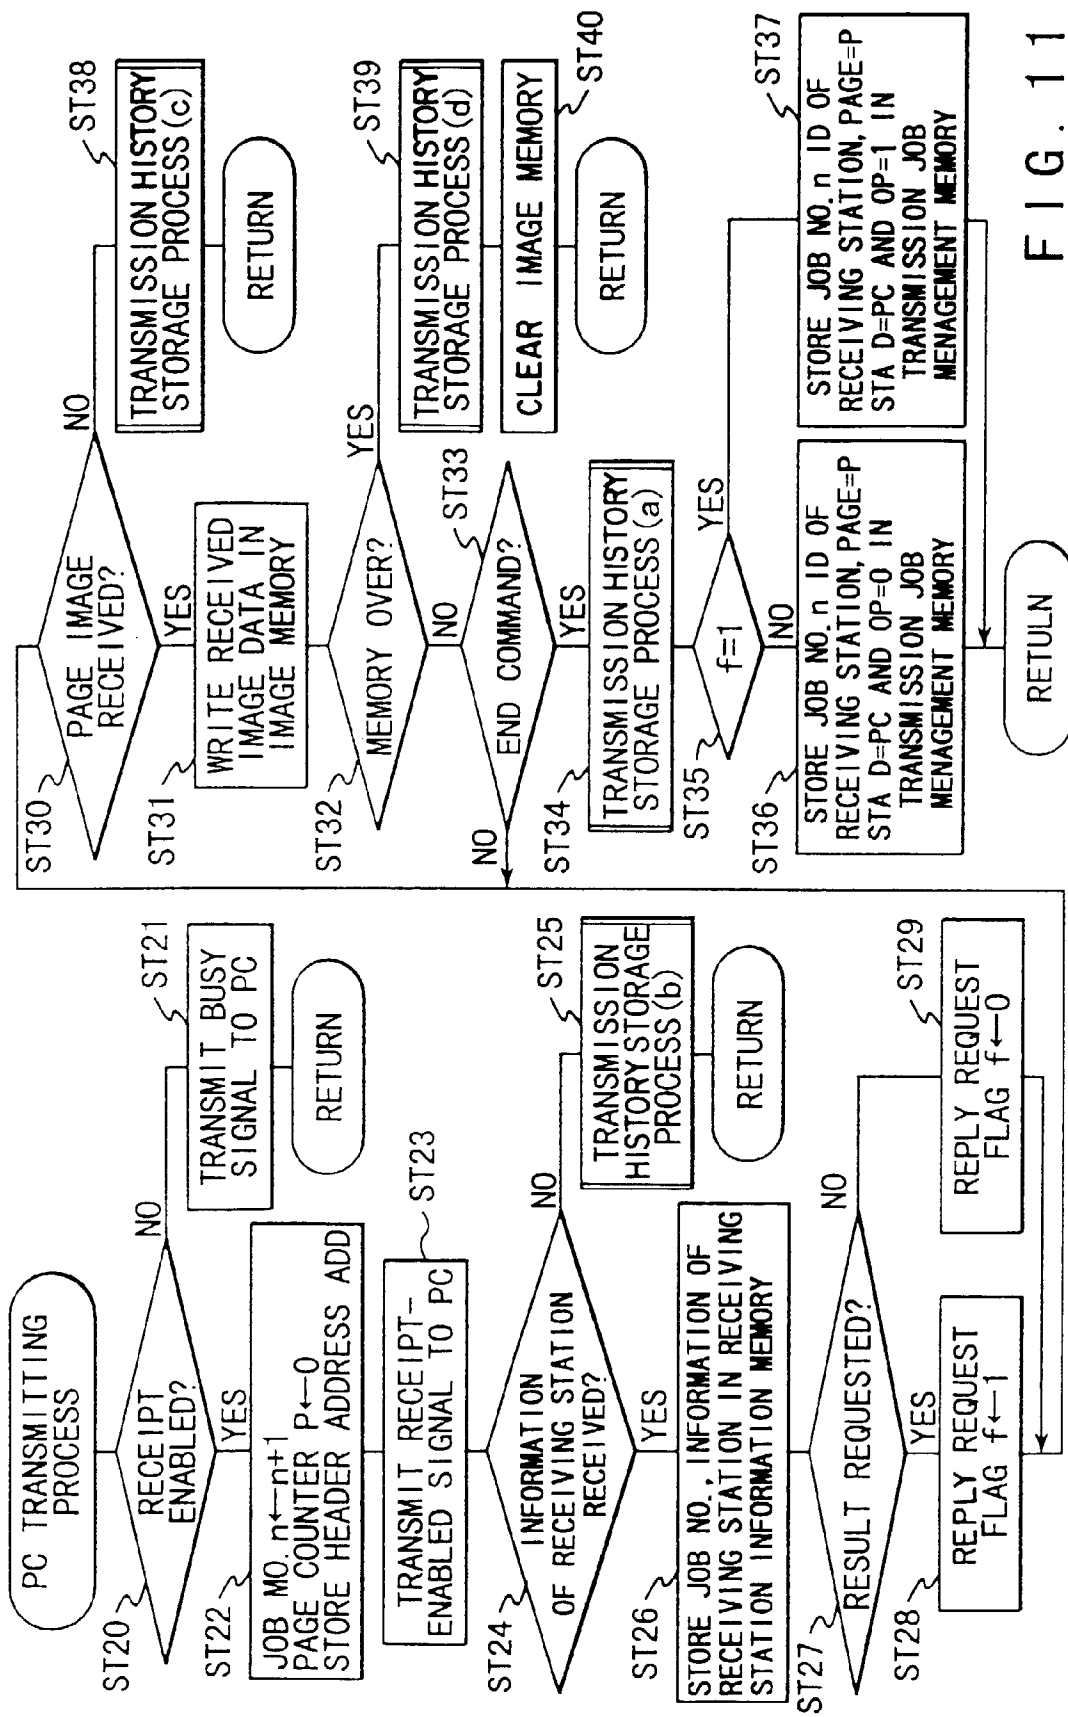 PC TRANSMITTING
PROCESS
ST20
RECEIPT
ENABLED?
NO
ST21
TRANSMIT BUSY
SIGNAL TO PC
RETURN
YES
ST22
JOB MO. n←n+1
PAGE COUNTER P←0
STORE HEADER ADDRESS ADD
ST23
TRANSMIT RECEIPT-
ENABLED SIGNAL TO PC
ST24
INFORMATION
OF RECEIVING STATION
RECEIVED?
NO
ST25
TRANSMISSION
HISTORY STORAGE
PROCESS(b)
RETURN
YES
ST26
STORE JOB NO., INFORMATION OF
RECEIVING STATION IN RECEIVING
STATION INFORMATION MEMORY
ST27
RESULT REQUESTED?
NO
ST29
REPLY REQUEST
FLAG f←0
YES
ST28
REPLY REQUEST
FLAG f←1
ST30
PAGE IMAGE
RECEIVED?
NO
ST38
TRANSMISSION HISTORY
STORAGE PROCESS(c)
RETURN
YES
ST31
WRITE RECEIVED
IMAGE DATA IN
IMAGE MEMORY
ST32
MEMORY OVER?
YES
ST39
TRANSMISSION HISTORY
STORAGE PROCESS(d)
ST40
CLEAR IMAGE MEMORY
RETURN
NO
ST33
END COMMAND?
NO
YES
ST34
TRANSMISSION HISTORY
STORAGE PROCESS(a)
ST35
f=1
YES
NO
ST36
STORE JOB NO. n ID OF
RECEIVING STATION, PAGE=P
STA D=PC AND OP=0 IN
TRANSMISSION JOB
MENAGEMENT MEMORY
ST37
STORE JOB NO. n ID OF
RECEIVING STATION, PAGE=P
STA D=PC AND OP=1 IN
TRANSMISSION JOB
MENAGEMENT MEMORY
RETULN
FIG. 11